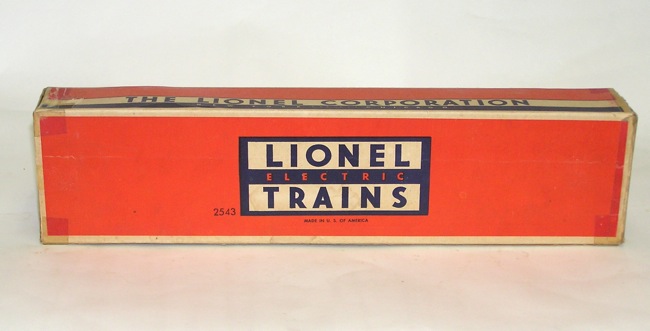 THE LIONEL CORPORATION
LIONEL
ELECTRIC
TRAINS
2543
MADE IN U. S. OF AMERICA